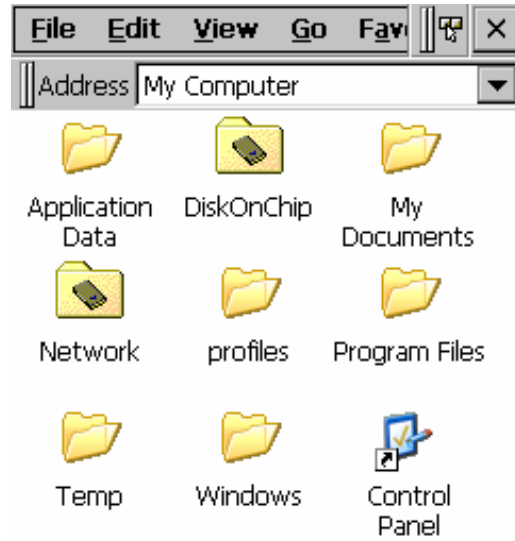 File Edit View Go Fav
Address My Computer
Application Data DiskOnChip My Documents
Network profiles Program Files
Temp Windows Control Panel